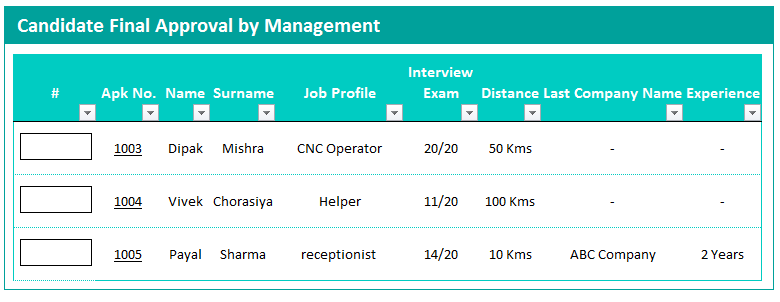 Candidate Final Approval by Management
# Apk No. Name Surname Job Profile Interview Exam Distance Last Company Name Experience
1003 Dipak Mishra CNC Operator 20/20 50 Kms - -
1004 Vivek Chorasiya Helper 11/20 100 Kms - -
1005 Payal Sharma receptionist 14/20 10 Kms ABC Company 2 Years